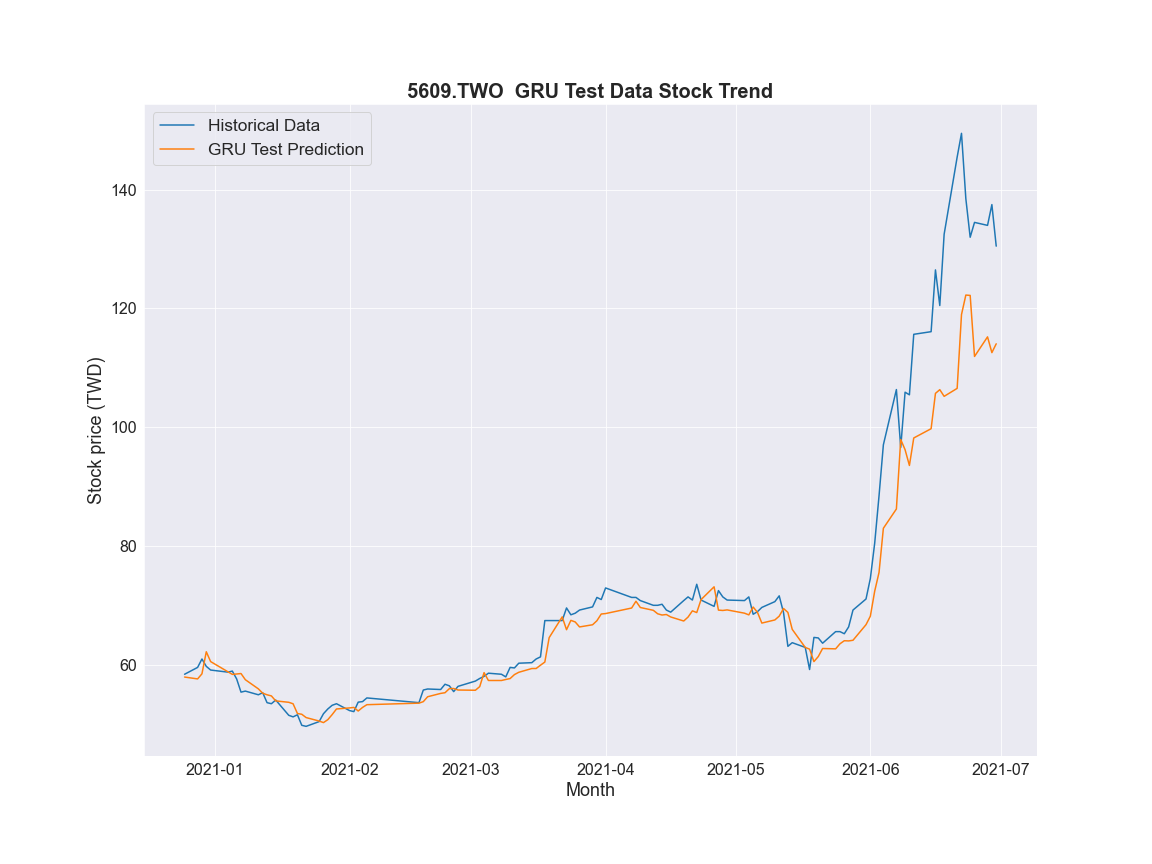 5609.TWO  GRU Test Data Stock Trend
Historical Data
GRU Test Prediction
Stock price (TWD)
140
120
100
80
60
2021-01 2021-02 2021-03 2021-04 2021-05 2021-06 2021-07
Month